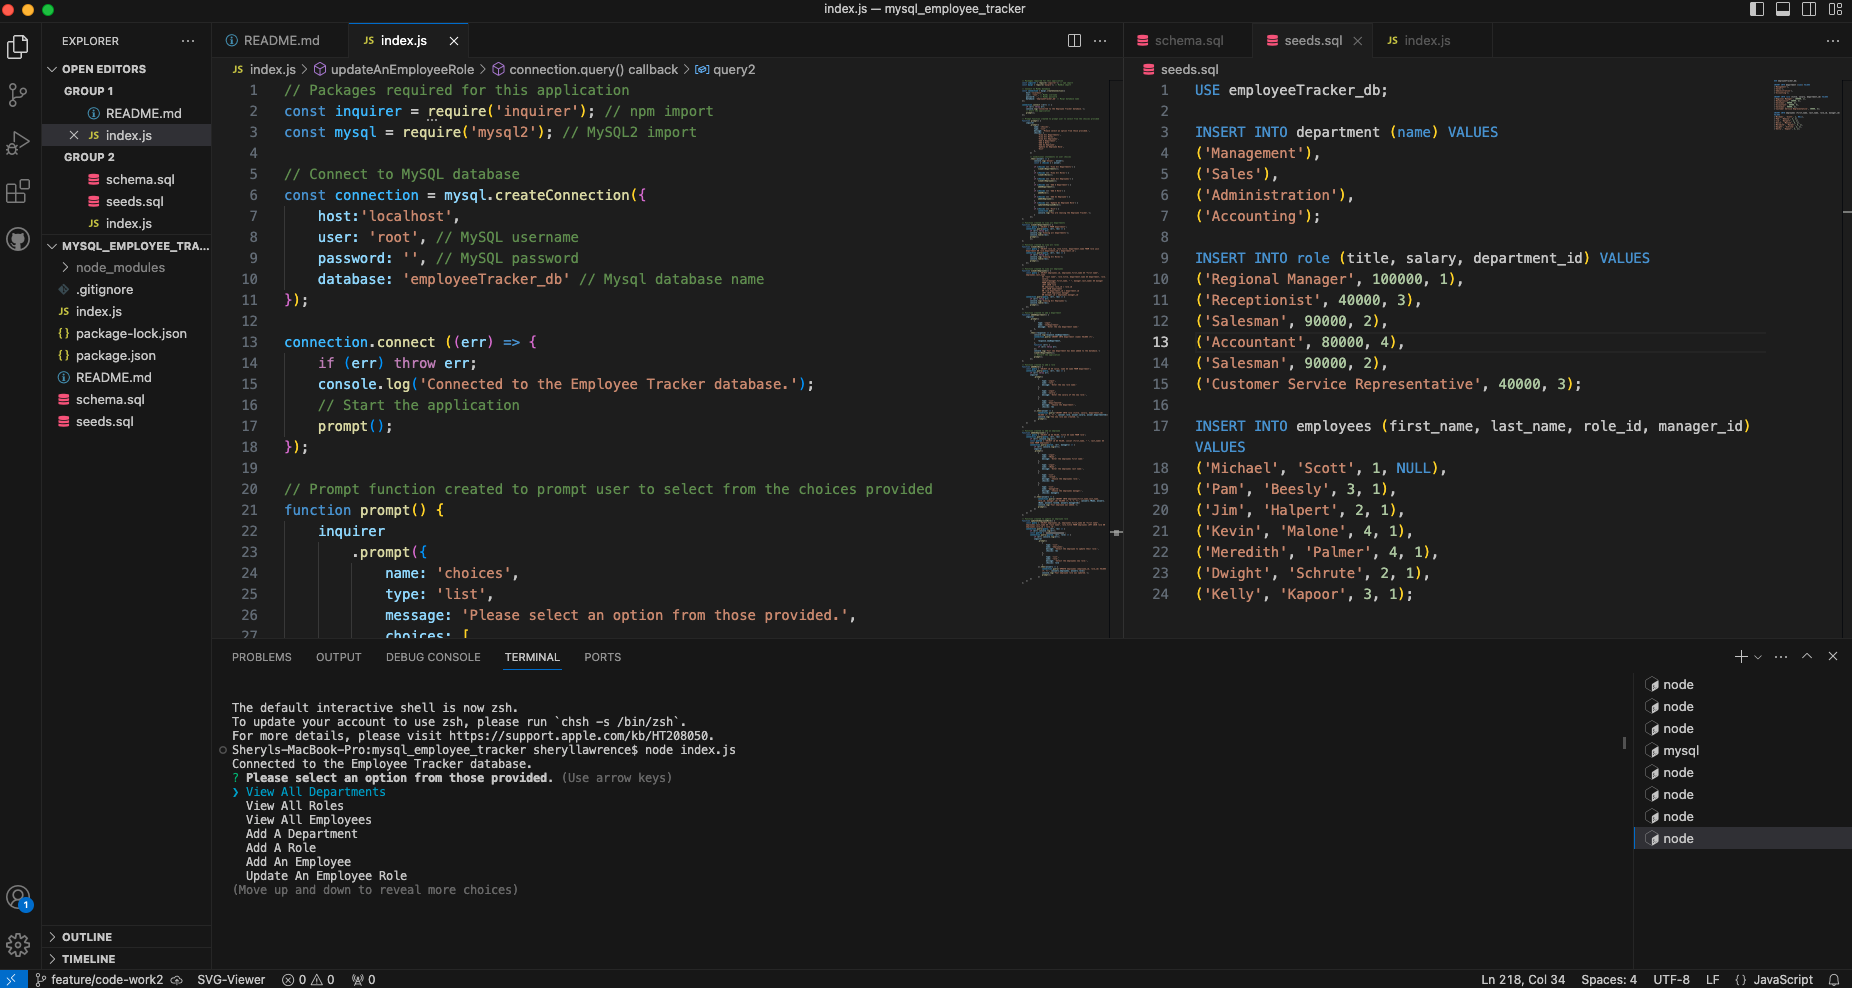 index.js — mysql_employee_tracker
EXPLORER
OPEN EDITORS
GROUP 1
README.md
index.js
GROUP 2
schema.sql
seeds.sql
index.js
MYSQL_EMPLOYEE_TRA...
node_modules
.gitignore
index.js
package-lock.json
package.json
README.md
schema.sql
seeds.sql
OUTLINE
TIMELINE
README.md
JS index.js
JS index.js > updateAnEmployeeRole > connection.query() callback > query2
1 // Packages required for this application
2 const inquirer = require('inquirer'); // npm import
3 const mysql = require('mysql2'); // MySQL2 import
4
5 // Connect to MySQL database
6 const connection = mysql.createConnection({
7 host:'localhost',
8 user: 'root', // MySQL username
9 password: '', // MySQL password
10 database: 'employeeTracker_db' // Mysql database name
11 });
12
13 connection.connect ((err) => {
14 if (err) throw err;
15 console.log('Connected to the Employee Tracker database.');
16 // Start the application
17 prompt();
18 });
19
20 // Prompt function created to prompt user to select from the choices provided
21 function prompt() {
22 inquirer
23 .prompt({
24 name: 'choices',
25 type: 'list',
26 message: 'Please select an option from those provided.',
27 choices: [
schema.sql
seeds.sql
JS index.js
seeds.sql
1 USE employeeTracker_db;
2
3 INSERT INTO department (name) VALUES
4 ('Management'),
5 ('Sales'),
6 ('Administration'),
7 ('Accounting');
8
9 INSERT INTO role (title, salary, department_id) VALUES
10 ('Regional Manager', 100000, 1),
11 ('Receptionist', 40000, 3),
12 ('Salesman', 90000, 2),
13 ('Accountant', 80000, 4),
14 ('Salesman', 90000, 2),
15 ('Customer Service Representative', 40000, 3);
16
17 INSERT INTO employees (first_name, last_name, role_id, manager_id)
VALUES
18 ('Michael', 'Scott', 1, NULL),
19 ('Pam', 'Beesly', 3, 1),
20 ('Jim', 'Halpert', 2, 1),
21 ('Kevin', 'Malone', 4, 1),
22 ('Meredith', 'Palmer', 4, 1),
23 ('Dwight', 'Schrute', 2, 1),
24 ('Kelly', 'Kapoor', 3, 1);
PROBLEMS OUTPUT DEBUG CONSOLE TERMINAL PORTS
The default interactive shell is now zsh.
To update your account to use zsh, please run `chsh -s /bin/zsh`.
For more details, please visit https://support.apple.com/kb/HT208050.
Sheryls-MacBook-Pro:mysql_employee_tracker sheryllawrence$ node index.js
Connected to the Employee Tracker database.
? Please select an option from those provided. (Use arrow keys)
❯ View All Departments
View All Roles
View All Employees
Add A Department
Add A Role
Add An Employee
Update An Employee Role
(Move up and down to reveal more choices)
node
node
node
mysql
node
node
node
node
1
feature/code-work2 SVG-Viewer 0 0 0 Ln 218, Col 34 Spaces: 4 UTF-8 LF {} JavaScript